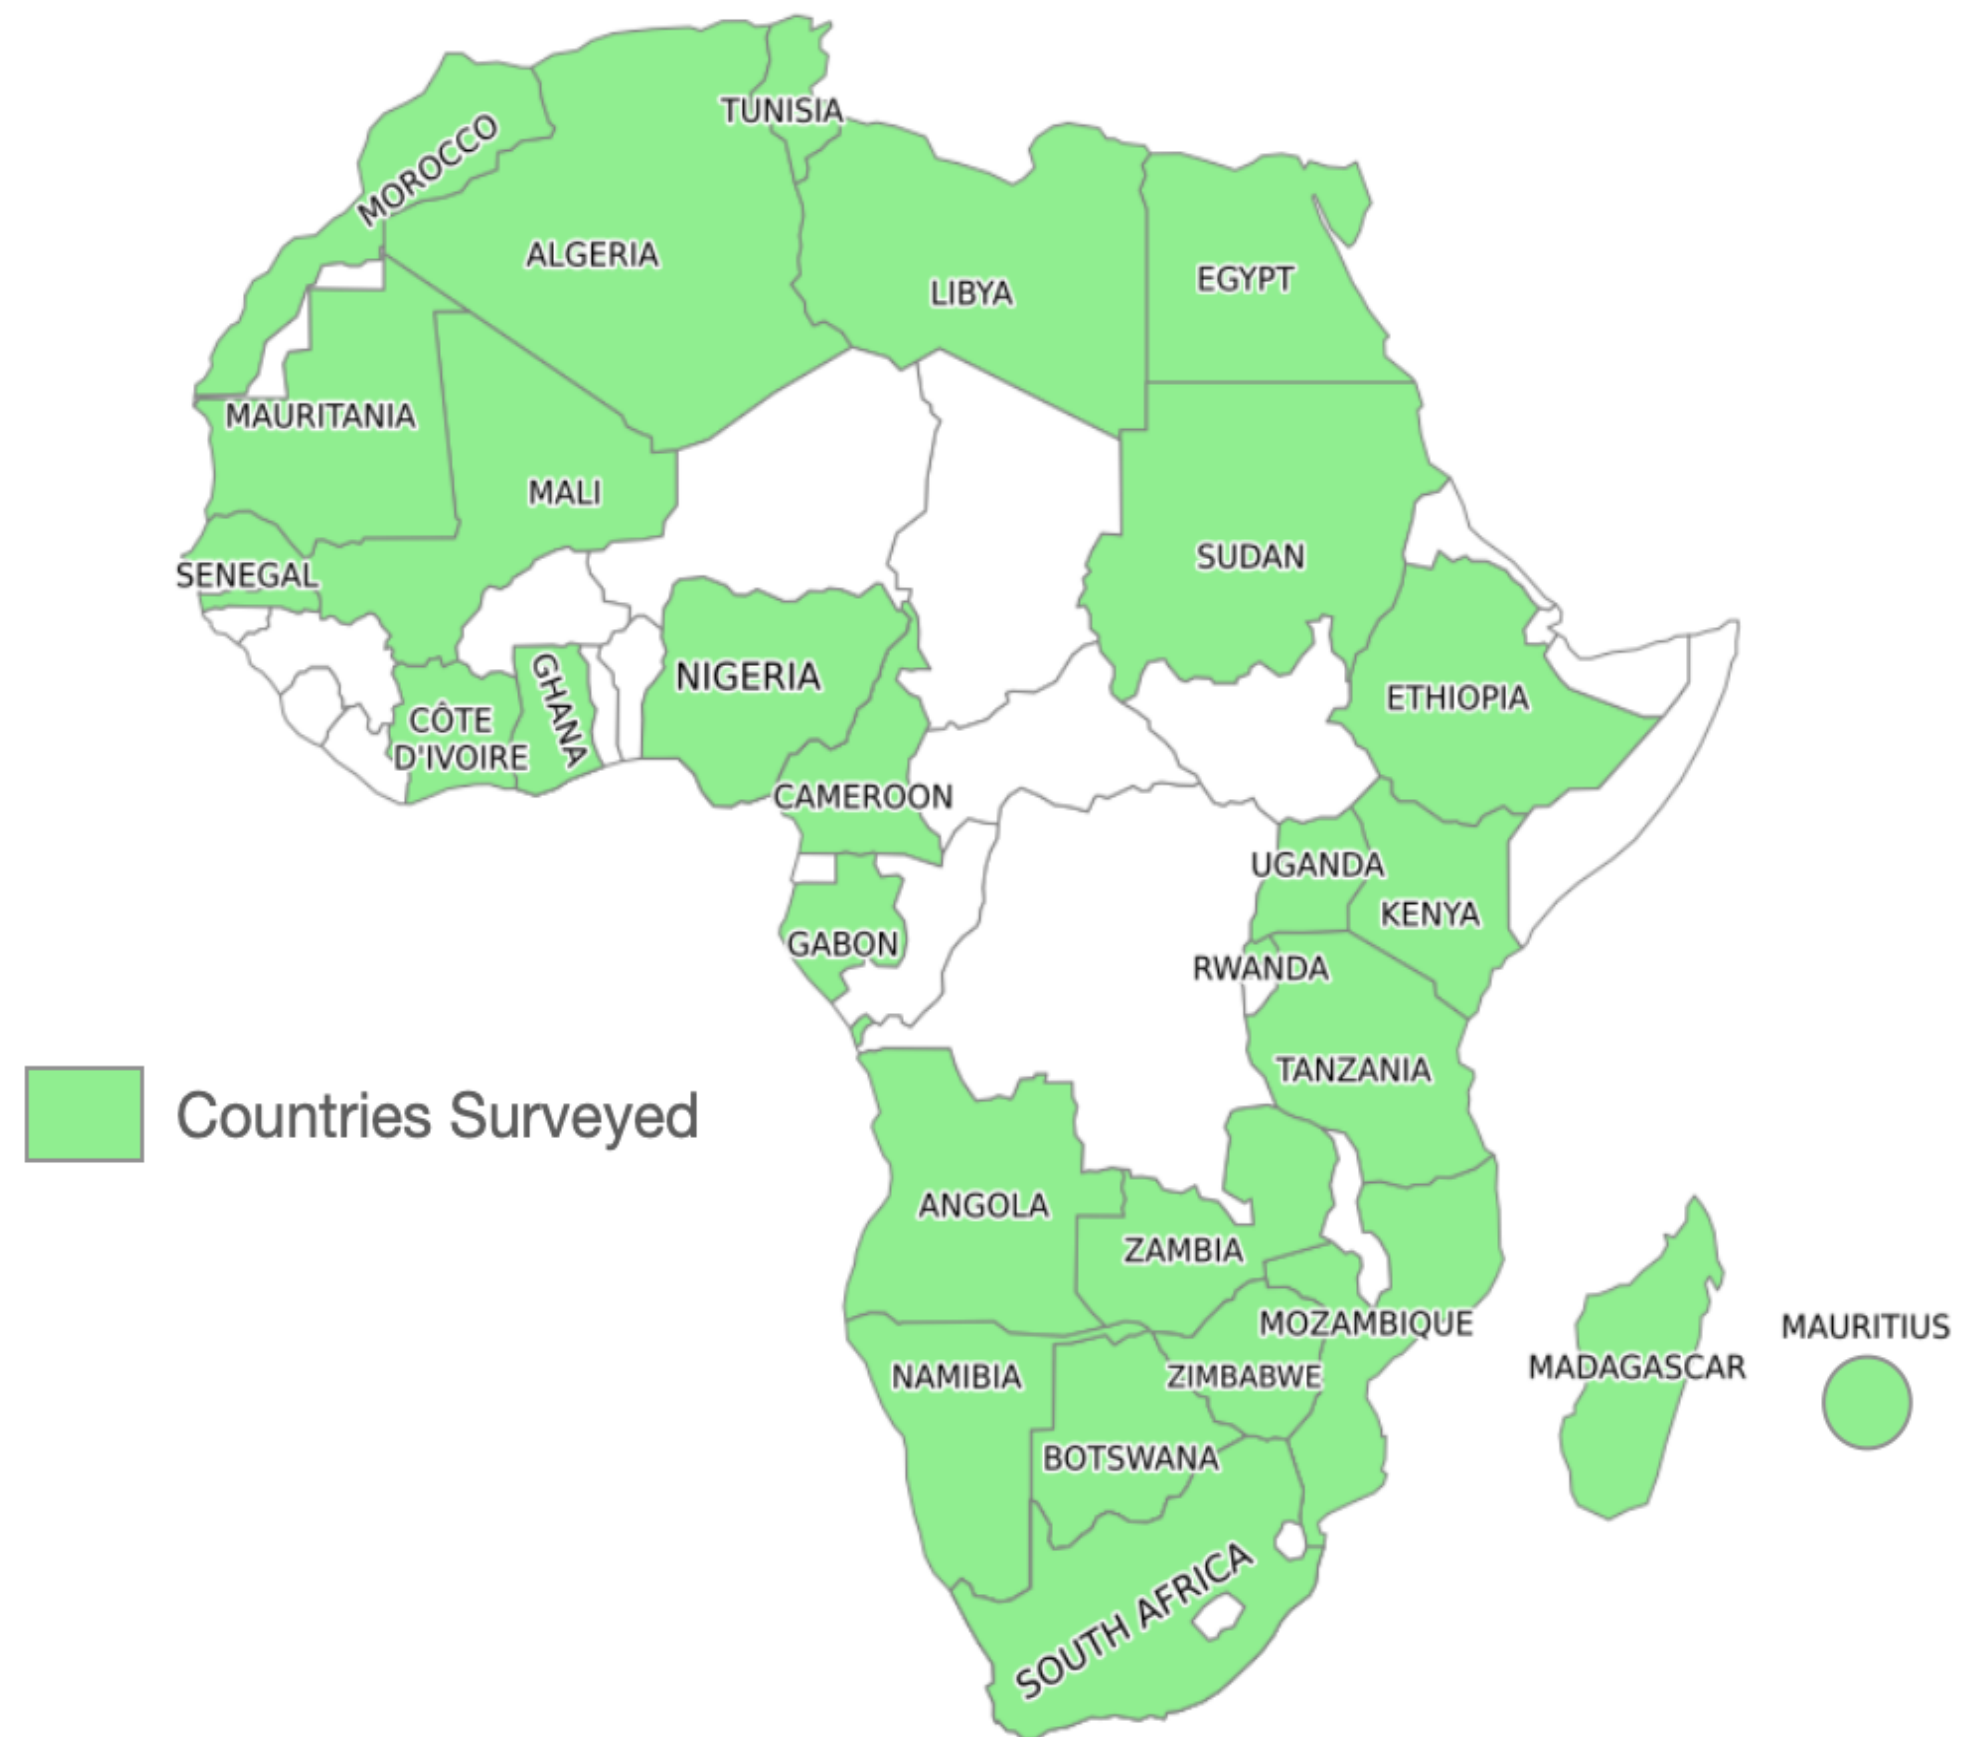 TUNISIA
MOROCCO
ALGERIA
LIBYA
EGYPT
MAURITANIA
MALI
SUDAN
SENEGAL
GHANA
NIGERIA
ETHIOPIA
CÔTE
D'IVOIRE
CAMEROON
UGANDA
KENYA
GABON
RWANDA
TANZANIA
Countries Surveyed
ANGOLA
ZAMBIA
MOZAMBIQUE
MAURITIUS
NAMIBIA
ZIMBABWE
MADAGASCAR
BOTSWANA
SOUTH AFRICA